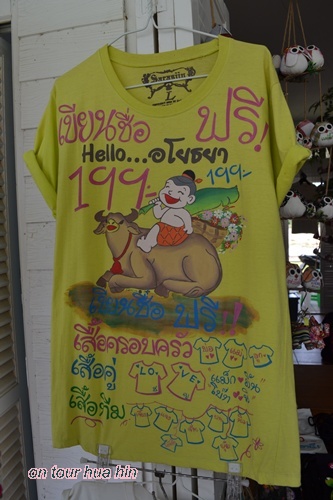 Sarasiin
L
เขียนชื่อ ฟรี!
Hello...อโยธยา
199.- 199.-
เขียนชื่อ ฟรี!!
เสื้อครอบครัว
เสื้อคู่ LO VE
เสื้อทีม
on tour hua hin